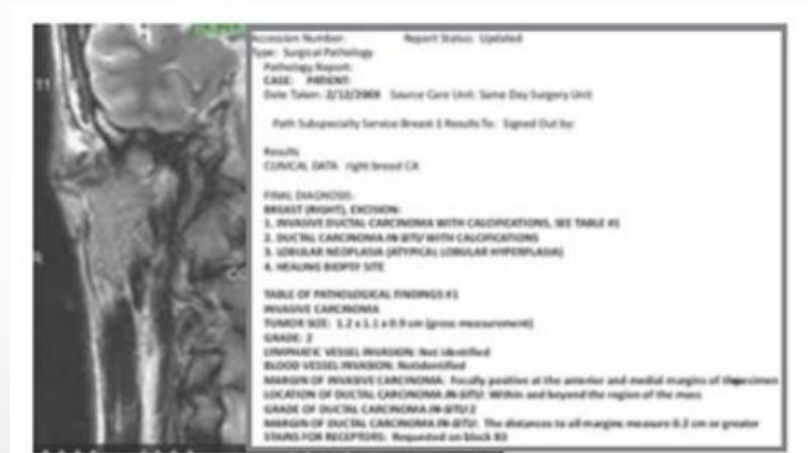 Accession Number: Report Status: Updated
Type: Surgical Pathology
Pathology Report:
CASE: PATIENT:
Date Taken: 2/12/2008 Source Care Unit: Same Day Surgery Unit
Path Subspecialty Service Breast 1 Results To: Signed Out by:
Results
CLINICAL DATA right breast CA
FINAL DIAGNOSIS:
BREAST (RIGHT), EXCISION:
1. INVASIVE DUCTAL CARCINOMA WITH CALCIFICATIONS, SEE TABLE #1
2. DUCTAL CARCINOMA IN-SITU WITH CALCIFICATIONS
3. LOBULAR NEOPLASIA (ATYPICAL LOBULAR HYPERPLASIA)
4. HEALING BIOPSY SITE
TABLE OF PATHOLOGICAL FINDINGS #1
INVASIVE CARCINOMA
TUMOR SIZE: 1.2 x 1.1 x 0.9 cm (gross measurement)
GRADE: 2
LYMPHATIC VESSEL INVASION: Not identified
BLOOD VESSEL INVASION: Notidentified
MARGIN OF INVASIVE CARCINOMA: Focally positive at the anterior and medial margins of the specimen
LOCATION OF DUCTAL CARCINOMA IN-SITU: Within and beyond the region of the mass
GRADE OF DUCTAL CARCINOMA IN-SITU 2
MARGIN OF DUCTAL CARCINOMA IN-SITU: The distances to all margins measure 0.2 cm or greater
STAINS FOR RECEPTORS: Requested on block B3